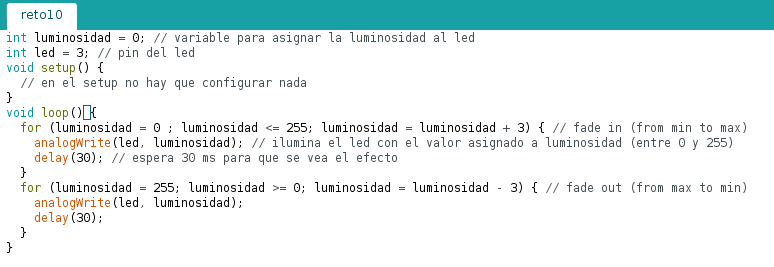 reto10
int luminosidad = 0; // variable para asignar la luminosidad al led
int led = 3; // pin del led
void setup() {
  // en el setup no hay que configurar nada
}
void loop() {
  for (luminosidad = 0 ; luminosidad <= 255; luminosidad = luminosidad + 3) { // fade in (from min to max)
    analogWrite(led, luminosidad); // ilumina el led con el valor asignado a luminosidad (entre 0 y 255)
    delay(30); // espera 30 ms para que se vea el efecto
  }
  for (luminosidad = 255; luminosidad >= 0; luminosidad = luminosidad - 3) { // fade out (from max to min)
    analogWrite(led, luminosidad);
    delay(30);
  }
}